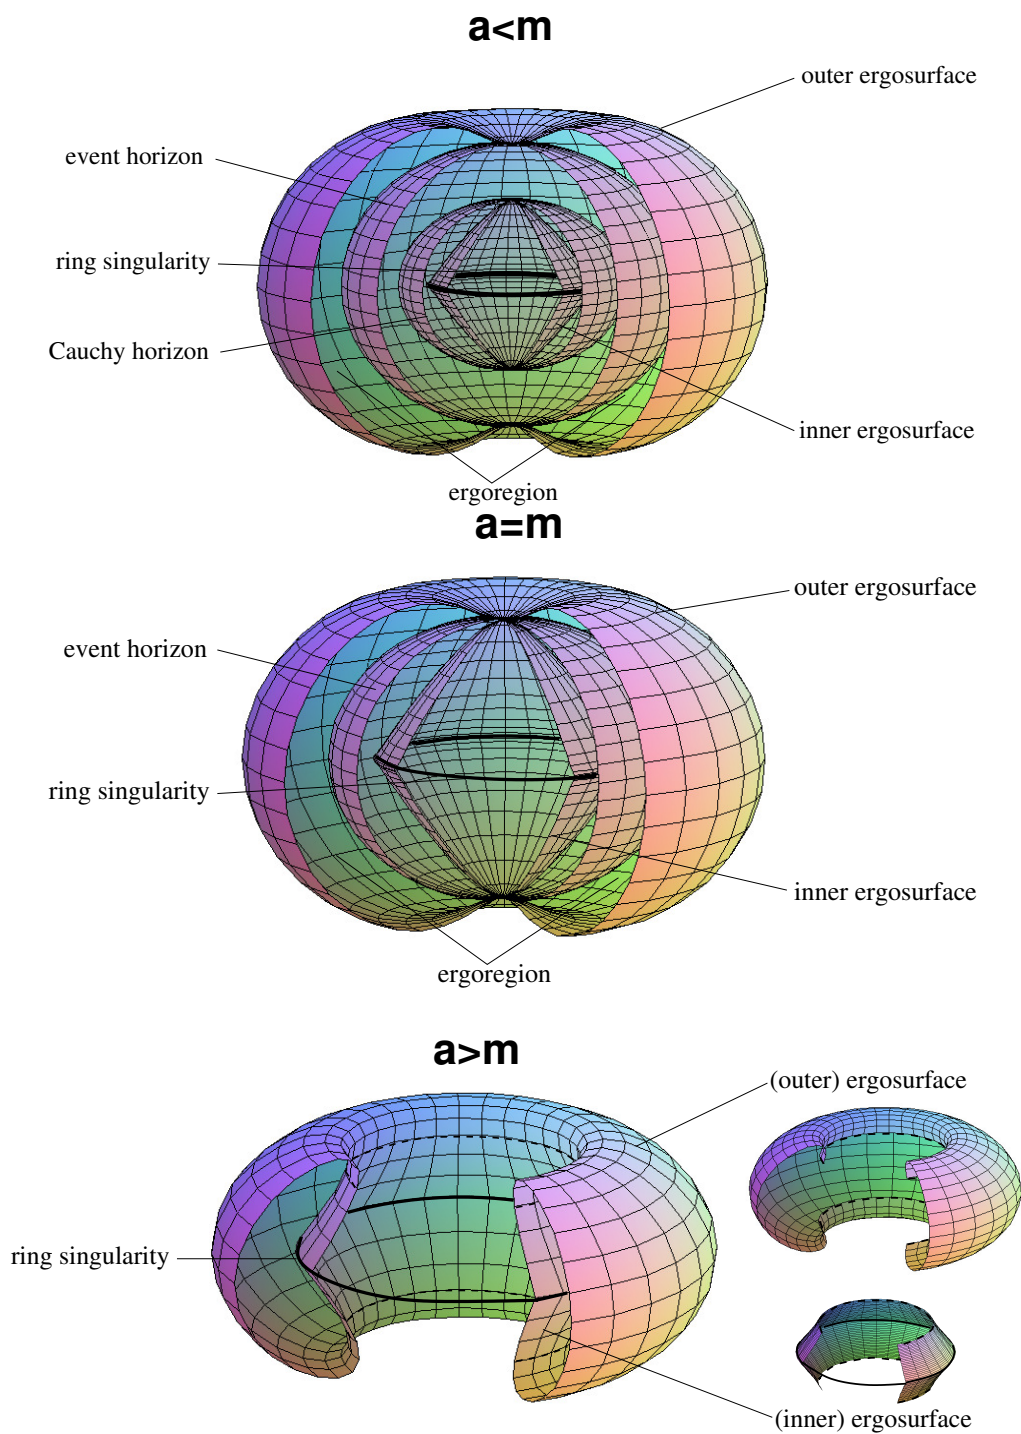 a<m
outer ergosurface
event horizon
ring singularity
Cauchy horizon
inner ergosurface
ergoregion
a=m
outer ergosurface
event horizon
ring singularity
inner ergosurface
ergoregion
a>m
(outer) ergosurface
ring singularity
(inner) ergosurface